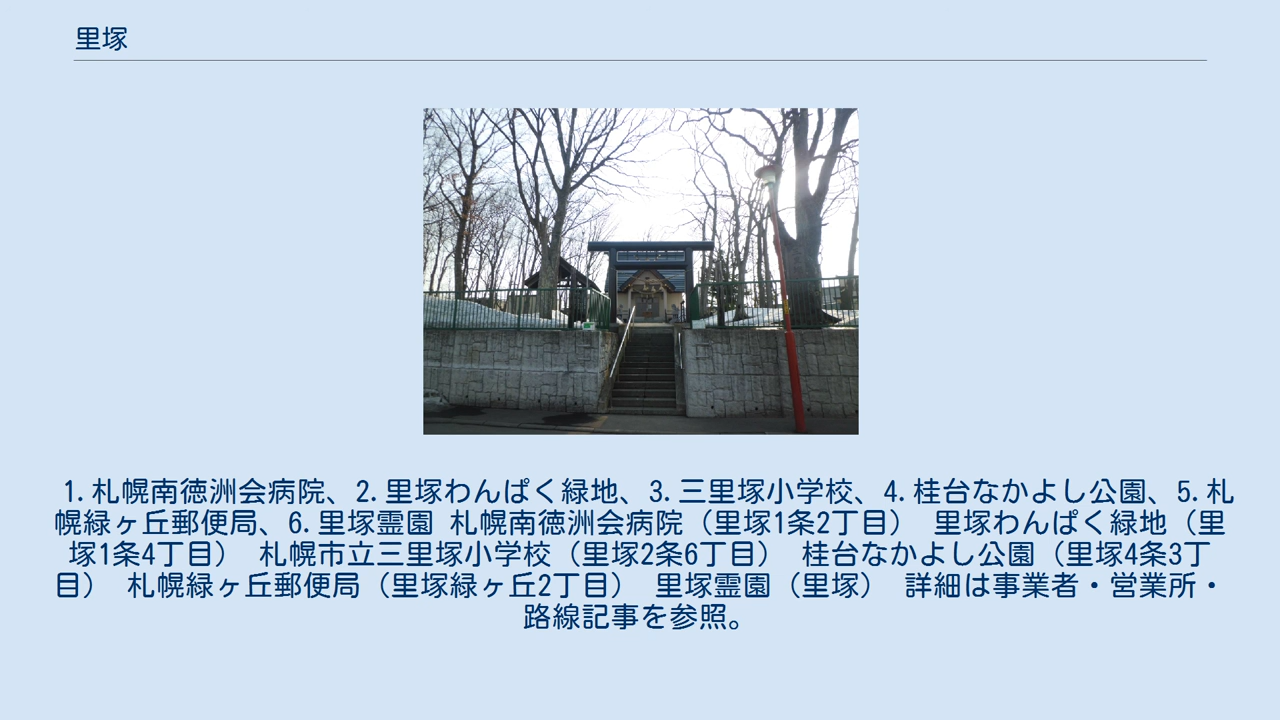 里塚
1.札幌南徳洲会病院、2.里塚わんぱく緑地、3.三里塚小学校、4.桂台なかよし公園、5.札
幌緑ヶ丘郵便局、6.里塚霊園 札幌南徳洲会病院（里塚1条2丁目） 里塚わんぱく緑地（里
塚1条4丁目） 札幌市立三里塚小学校（里塚2条6丁目） 桂台なかよし公園（里塚4条3丁
目） 札幌緑ヶ丘郵便局（里塚緑ヶ丘2丁目） 里塚霊園（里塚） 詳細は事業者・営業所・
路線記事を参照。